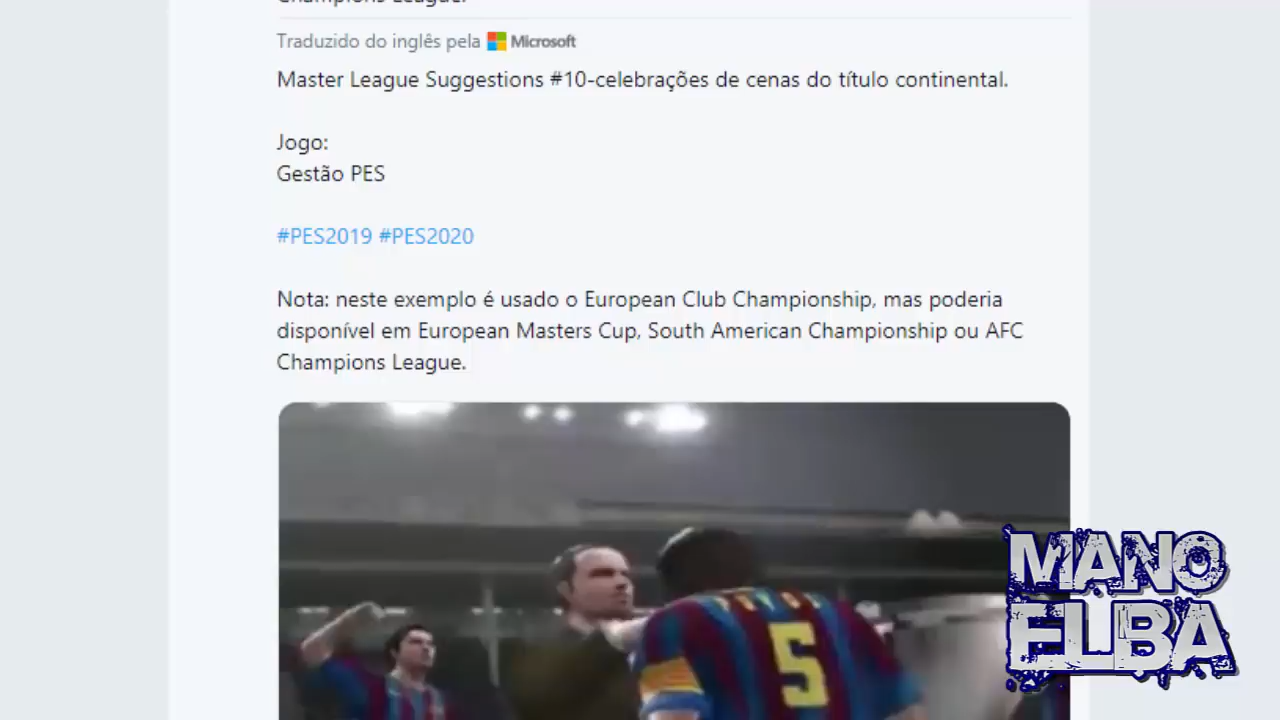 Champions League.
Traduzido do inglês pela Microsoft
Master League Suggestions #10-celebrações de cenas do título continental.
Jogo:
Gestão PES
#PES2019 #PES2020
Nota: neste exemplo é usado o European Club Championship, mas poderia
disponível em European Masters Cup, South American Championship ou AFC
Champions League.
5
MANO
ELBA